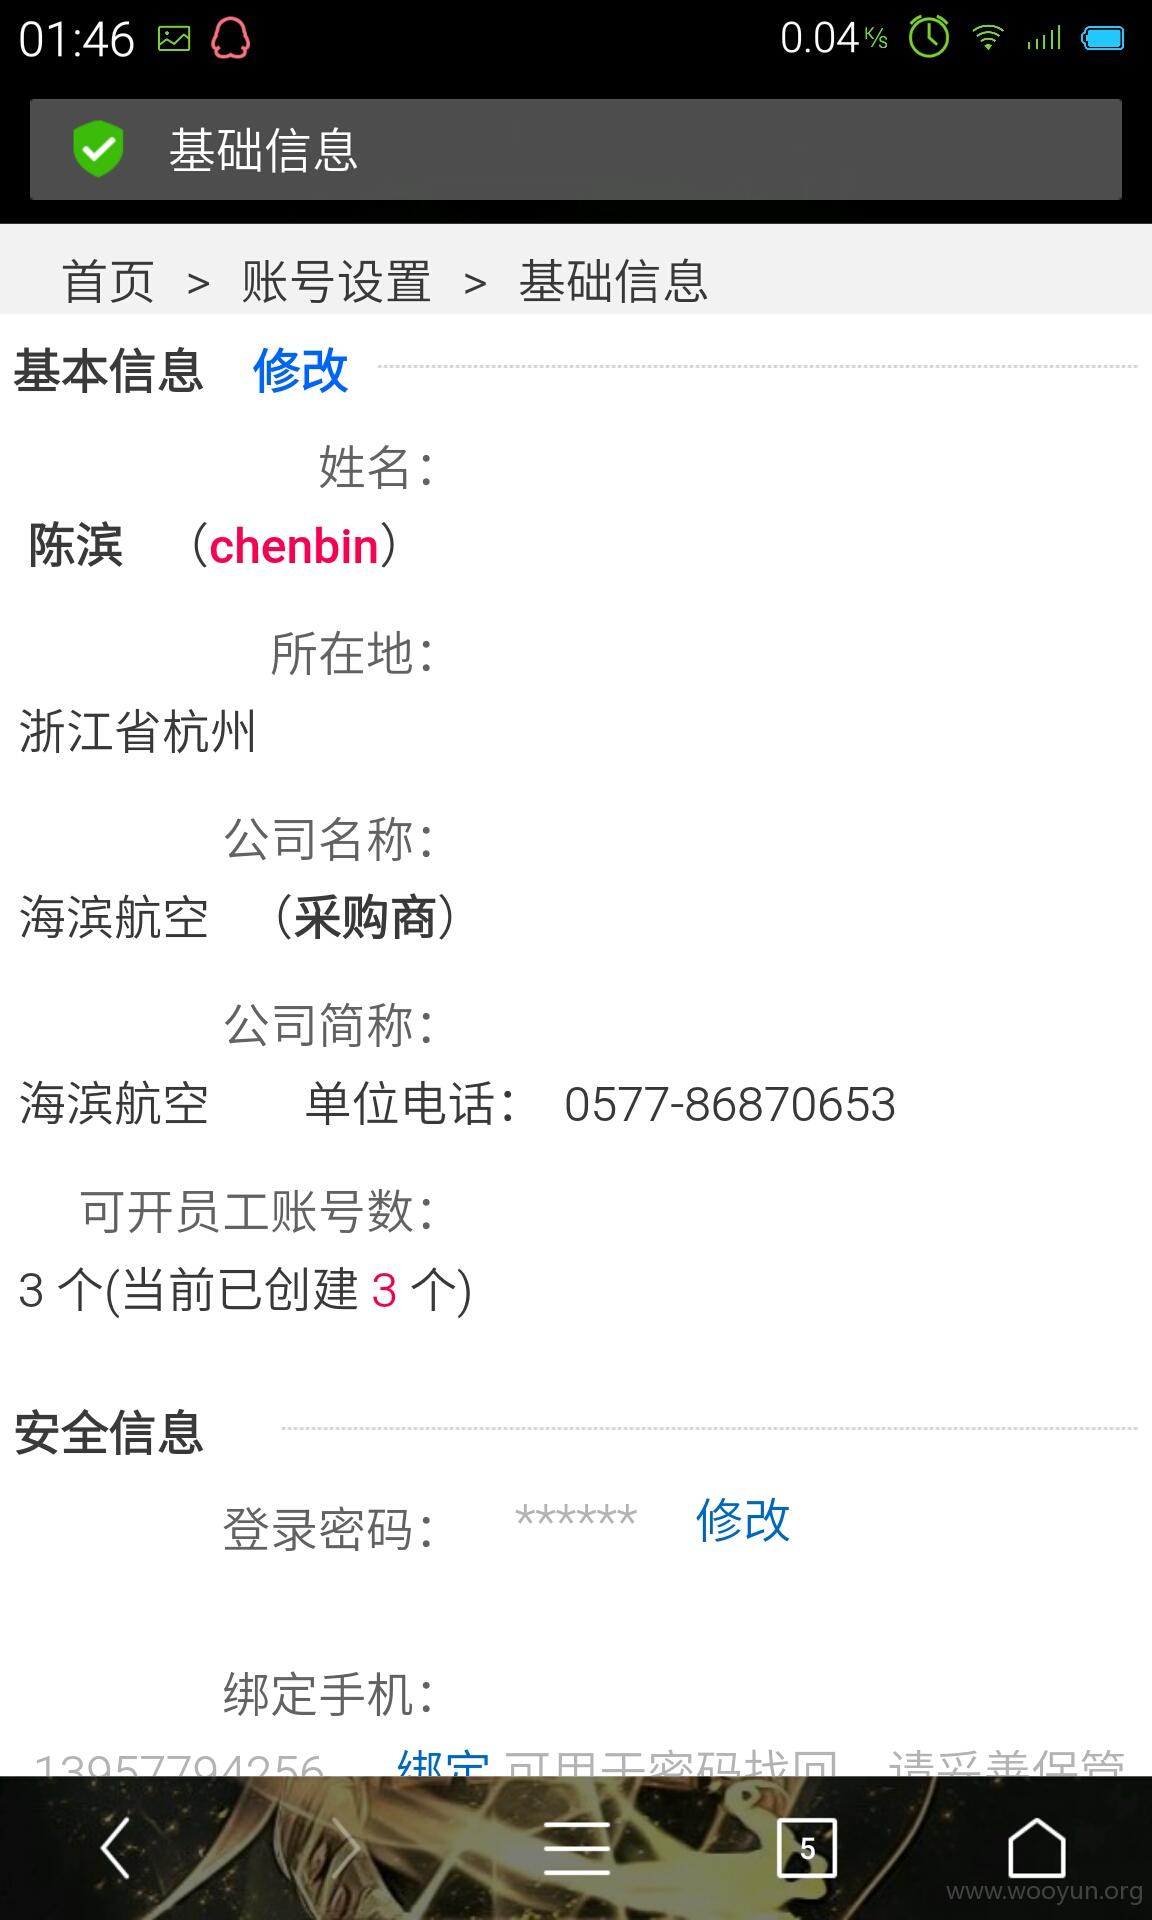 01:46 0.04 K/s
基础信息
首页 > 账号设置 > 基础信息
基本信息 修改
姓名：
陈滨 （chenbin）
所在地：
浙江省杭州
公司名称：
海滨航空 （采购商）
公司简称：
海滨航空 单位电话： 0577-86870653
可开员工账号数：
3 个(当前已创建 3 个)
安全信息
登录密码： ****** 修改
绑定手机：
13957794256 绑定 可用于密码找回 请妥善保管
5
www.wooyun.org